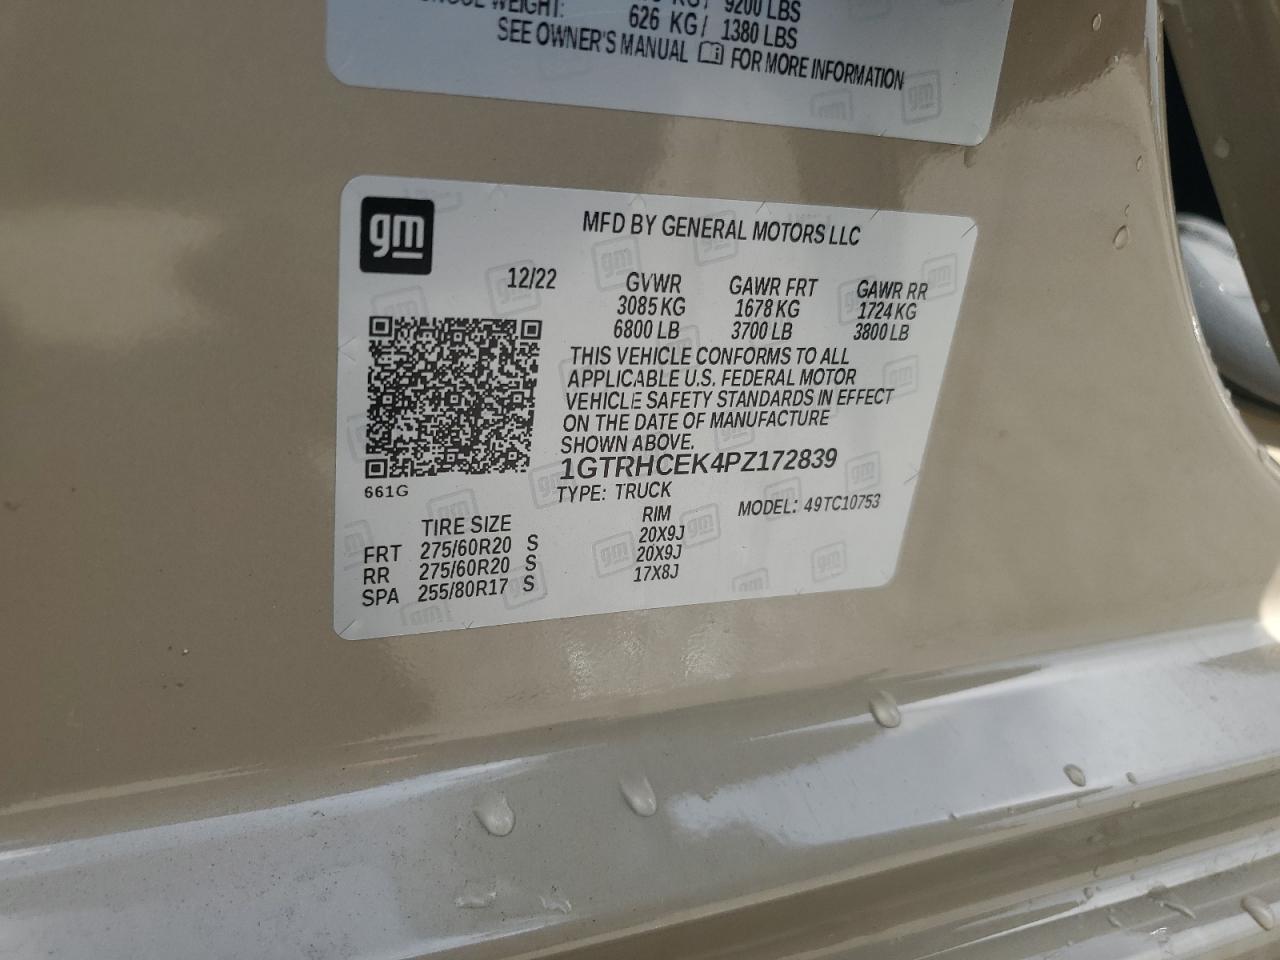 9200 LBS
626 KG/ 1380 LBS
SEE OWNER'S MANUAL FOR MORE INFORMATION
gm
MFD BY GENERAL MOTORS LLC
12/22 GVWR GAWR FRT GAWR RR
3085 KG 1678 KG 1724 KG
6800 LB 3700 LB 3800 LB
THIS VEHICLE CONFORMS TO ALL
APPLICABLE U.S. FEDERAL MOTOR
VEHICLE SAFETY STANDARDS IN EFFECT
ON THE DATE OF MANUFACTURE
SHOWN ABOVE.
1GTRHCEK4PZ172839
661G
TYPE: TRUCK
MODEL: 49TC10753
TIRE SIZE RIM
FRT 275/60R20 S 20X9J
RR 275/60R20 S 20X9J
SPA 255/80R17 S 17X8J